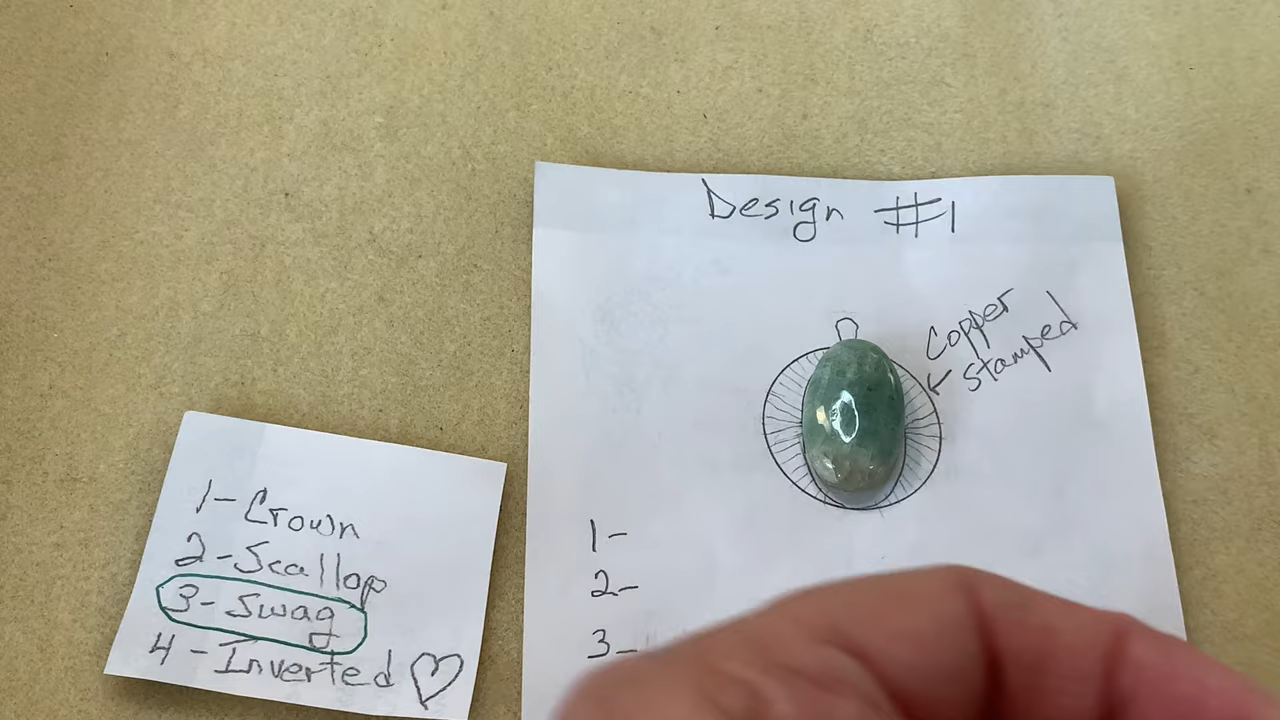 Design #1
Copper
stamped
1-
2-
3-
1- Crown
2- Scallop
3- Swag
4 - Inverted